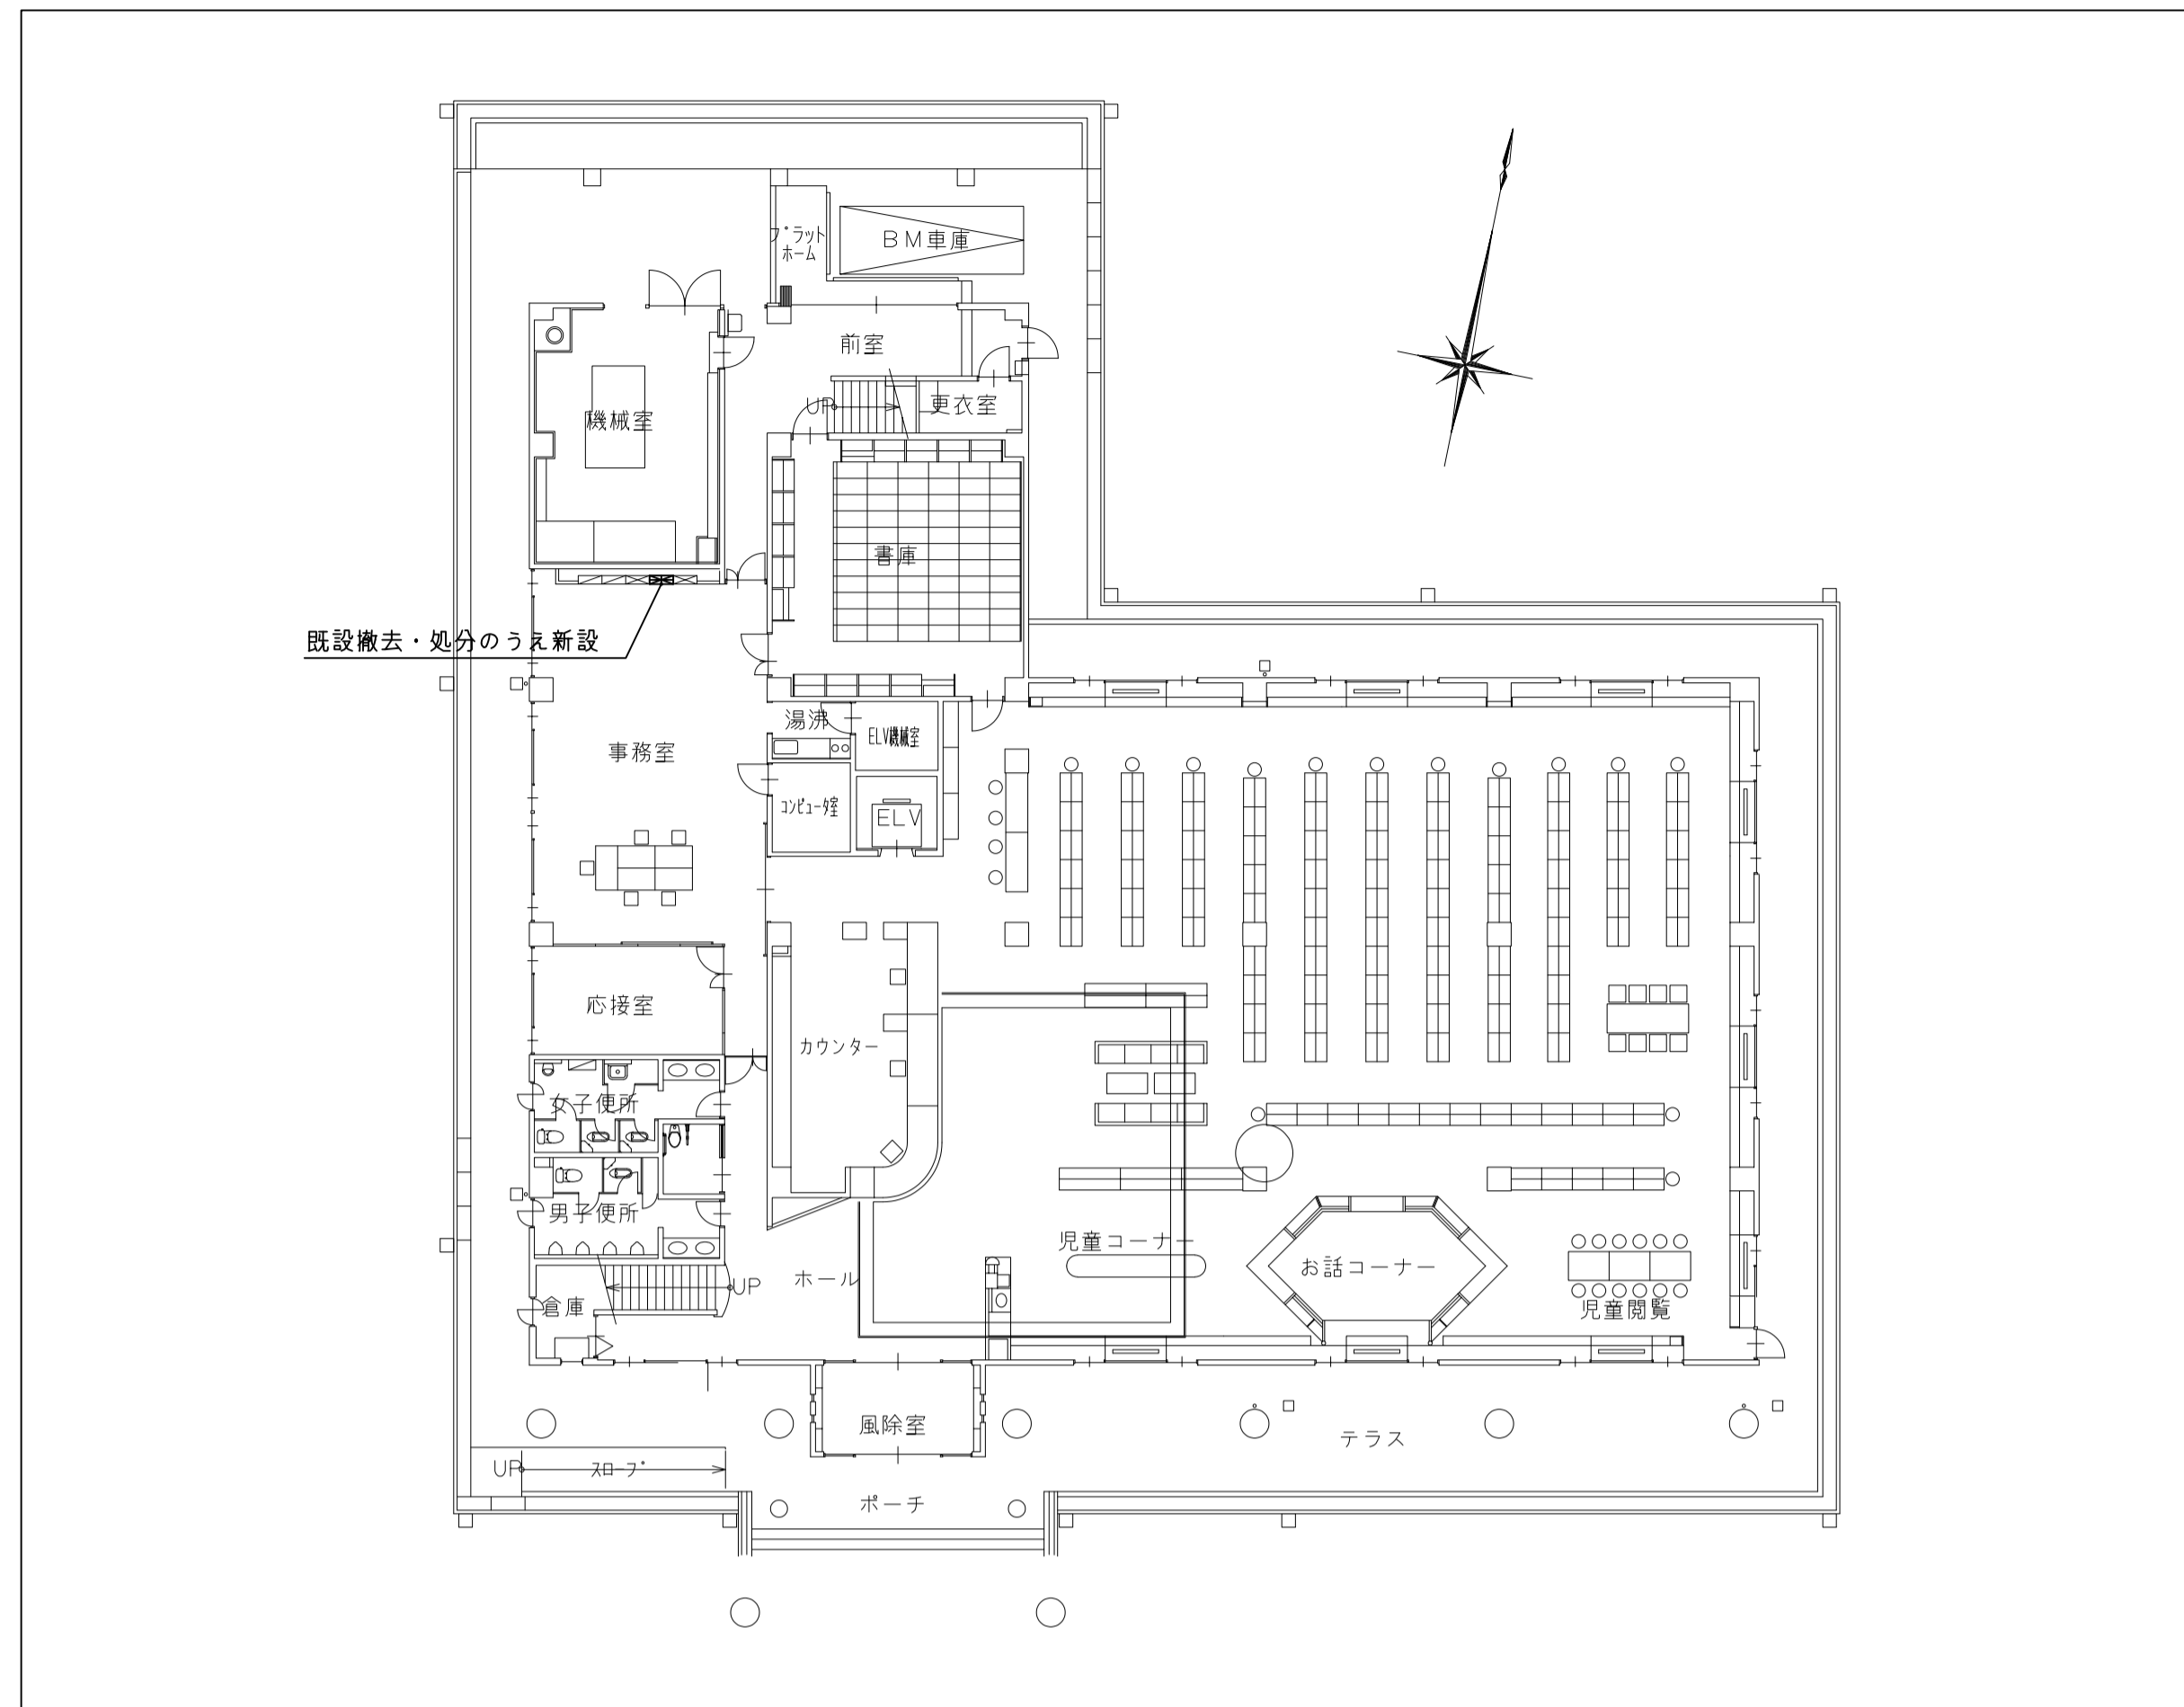 プラット
ホーム
BM車庫
前室
機械室
UP
更衣室
書庫
既設撤去・処分のうえ新設
湯沸
ELV機械室
事務室
コンピュータ室
ELV
応接室
カウンター
女子便所
男子便所
児童コーナー
お話コーナー
ホール
UP
倉庫
児童閲覧
風除室
テラス
UP
スロープ
ポーチ